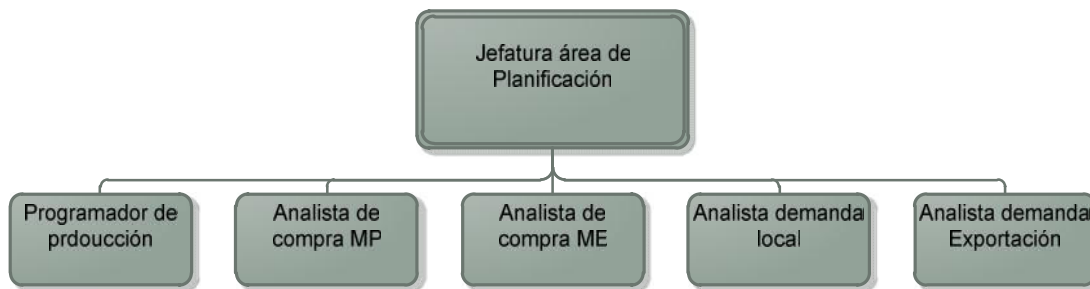 Jefatura área de
Planificación
Programador de
prdoucción
Analista de
compra MP
Analista de
compra ME
Analista demanda
local
Analista demanda
Exportación